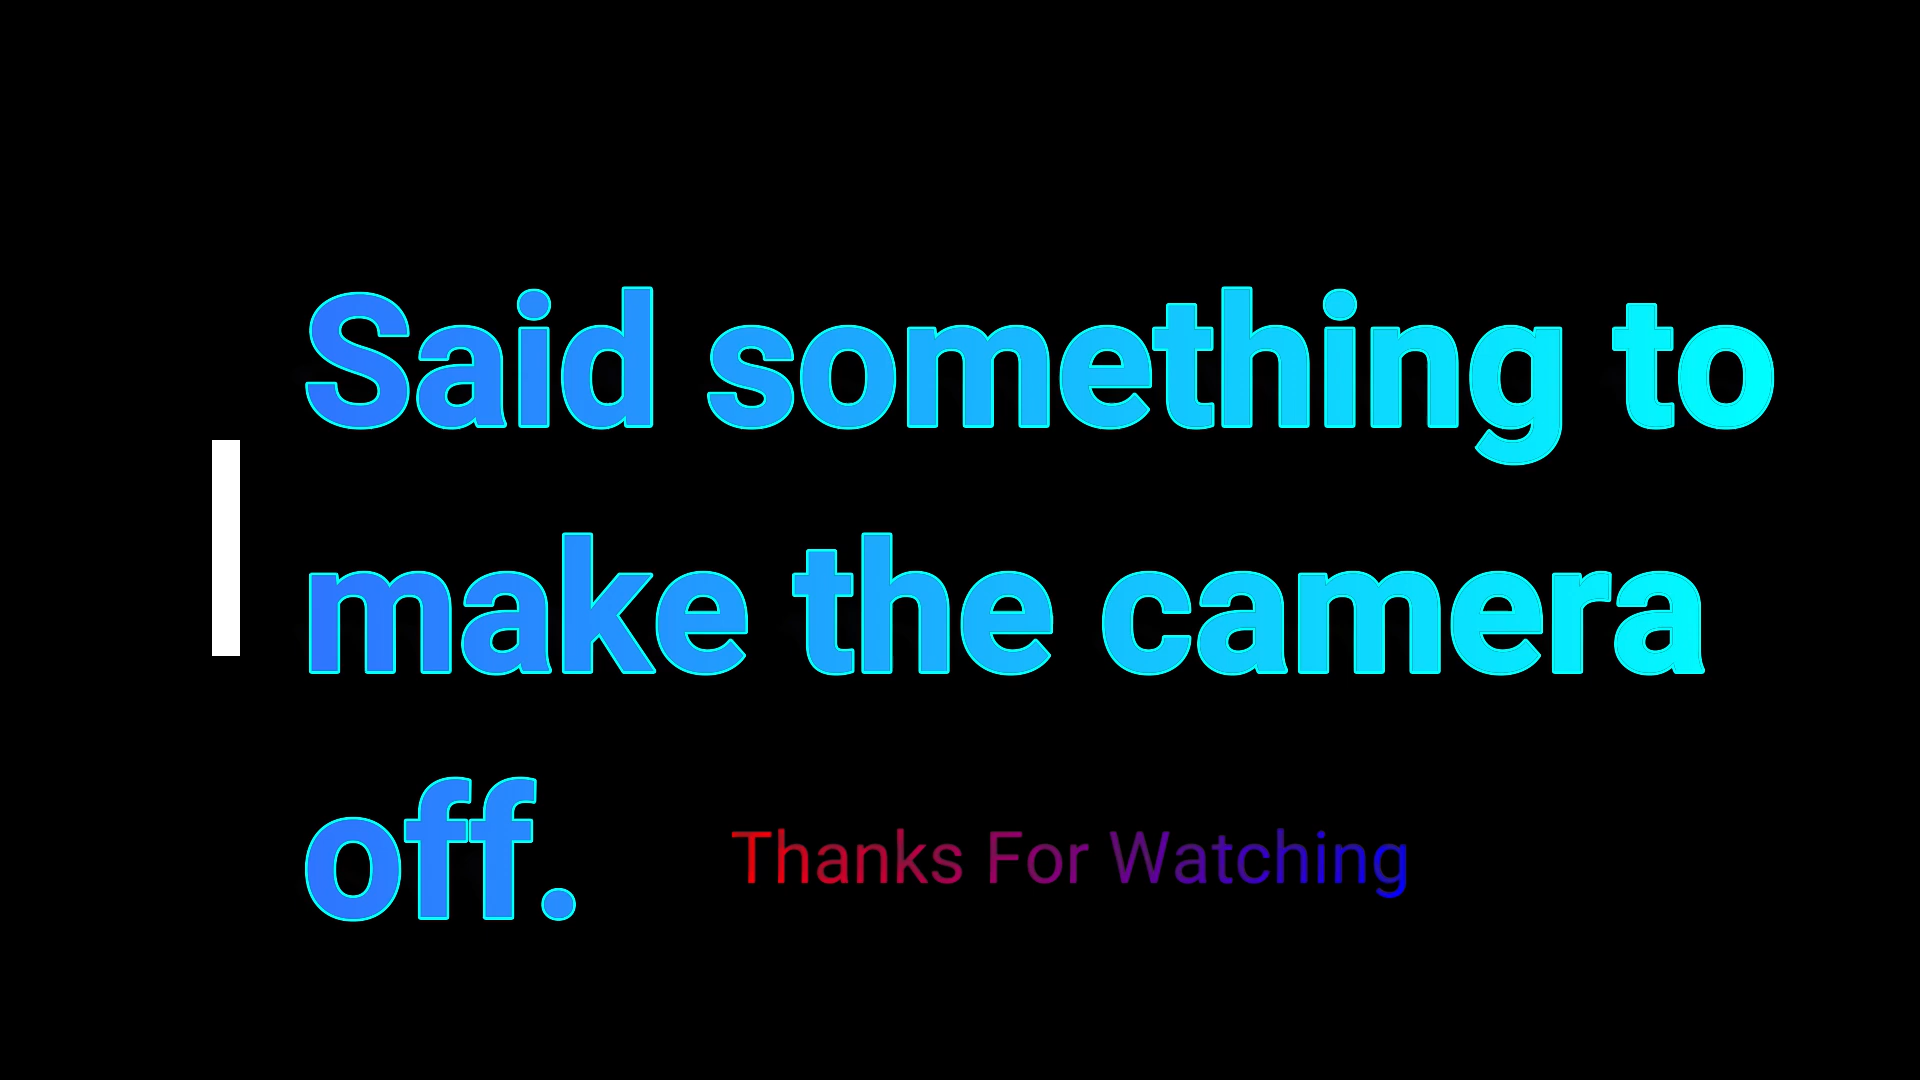 Said something to
make the camera
off.
Thanks For Watching